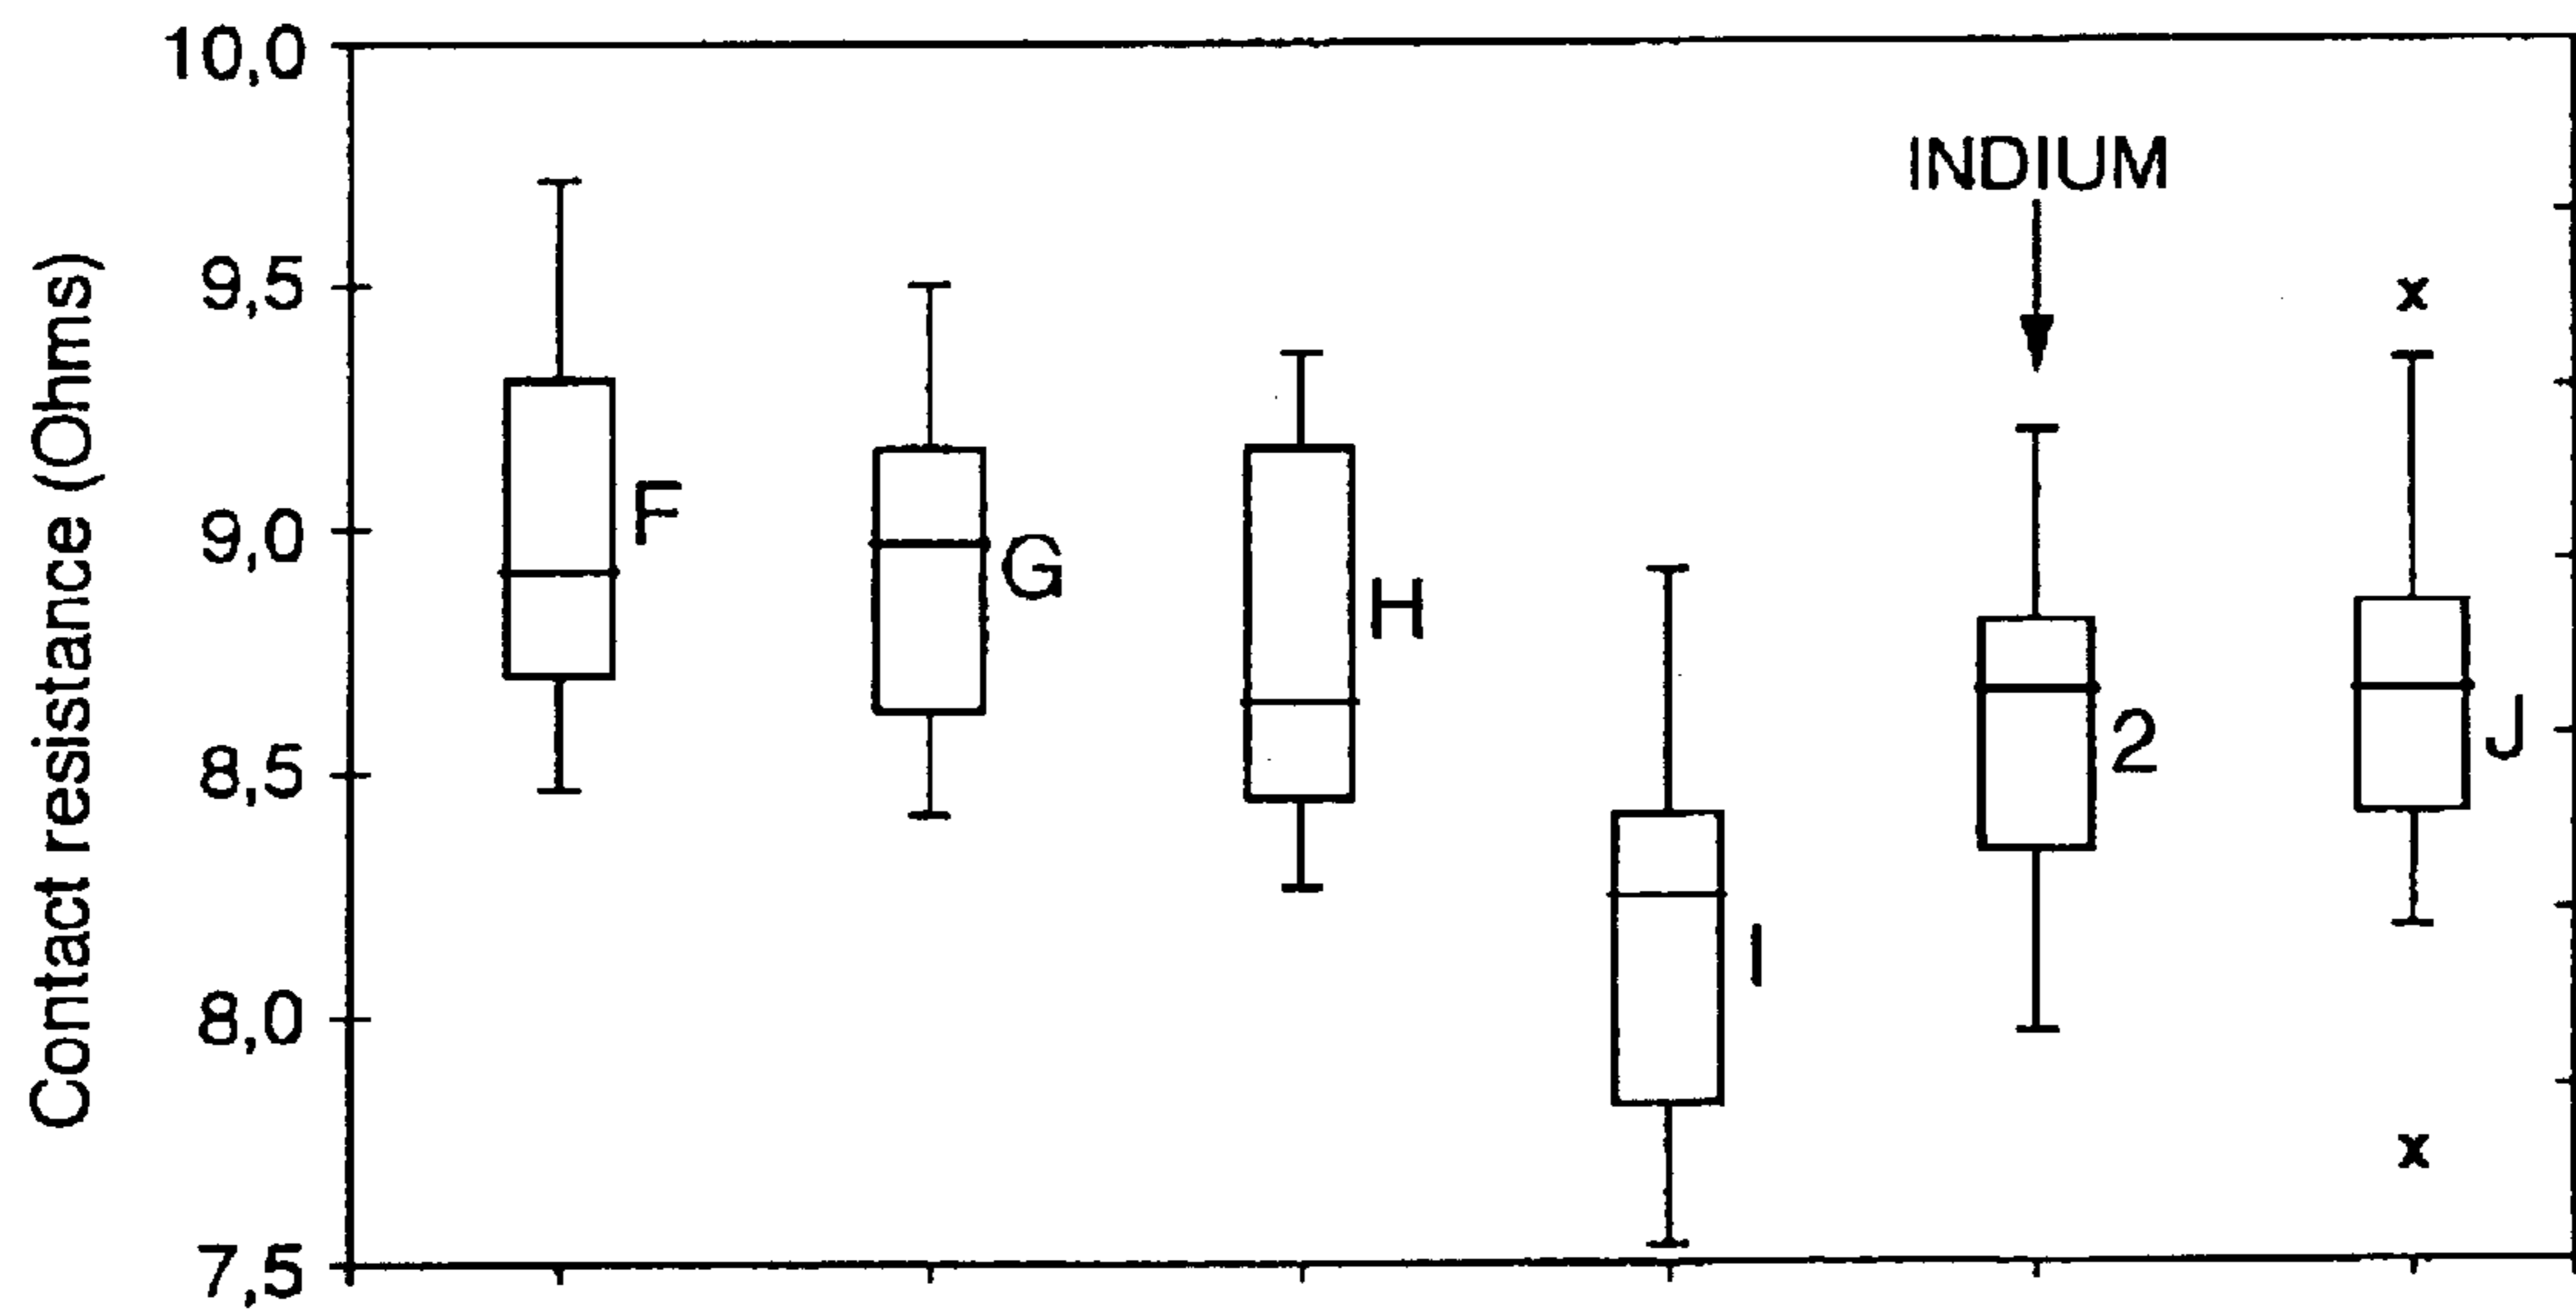 Contact resistance (Ohms)
10,0
9,5
9,0
8,5
8,0
7,5
INDIUM
F
G
H
I
2
J
x
x